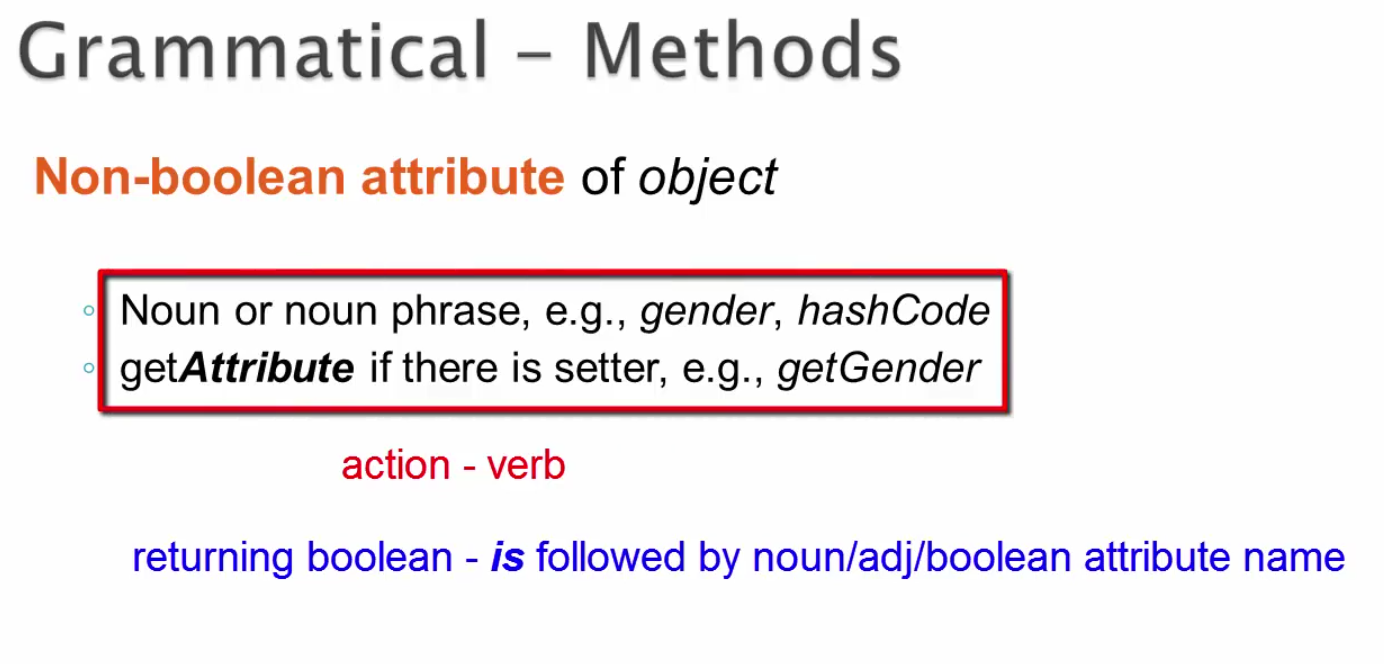 Grammatical – Methods
Non-boolean attribute of object
Noun or noun phrase, e.g., gender, hashCode
getAttribute if there is setter, e.g., getGender
action - verb
returning boolean - is followed by noun/adj/boolean attribute name